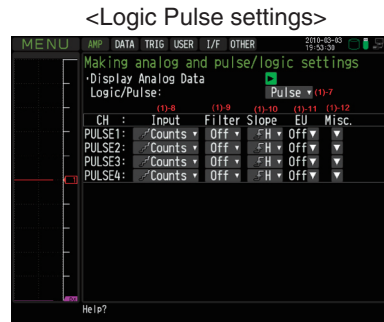 <Logic Pulse settings>
MENU AMP DATA TRIG USER I/F OTHER 2010-03-03 19:53:30
Making analog and pulse/logic settings
・Display Analog Data
Logic/Pulse: Pulse (1)-7
(1)-8 (1)-9 (1)-10 (1)-11 (1)-12
CH : Input Filter Slope EU Misc.
PULSE1: Counts Off H Off
PULSE2: Counts Off H Off
PULSE3: Counts Off H Off
PULSE4: Counts Off H Off
Help?